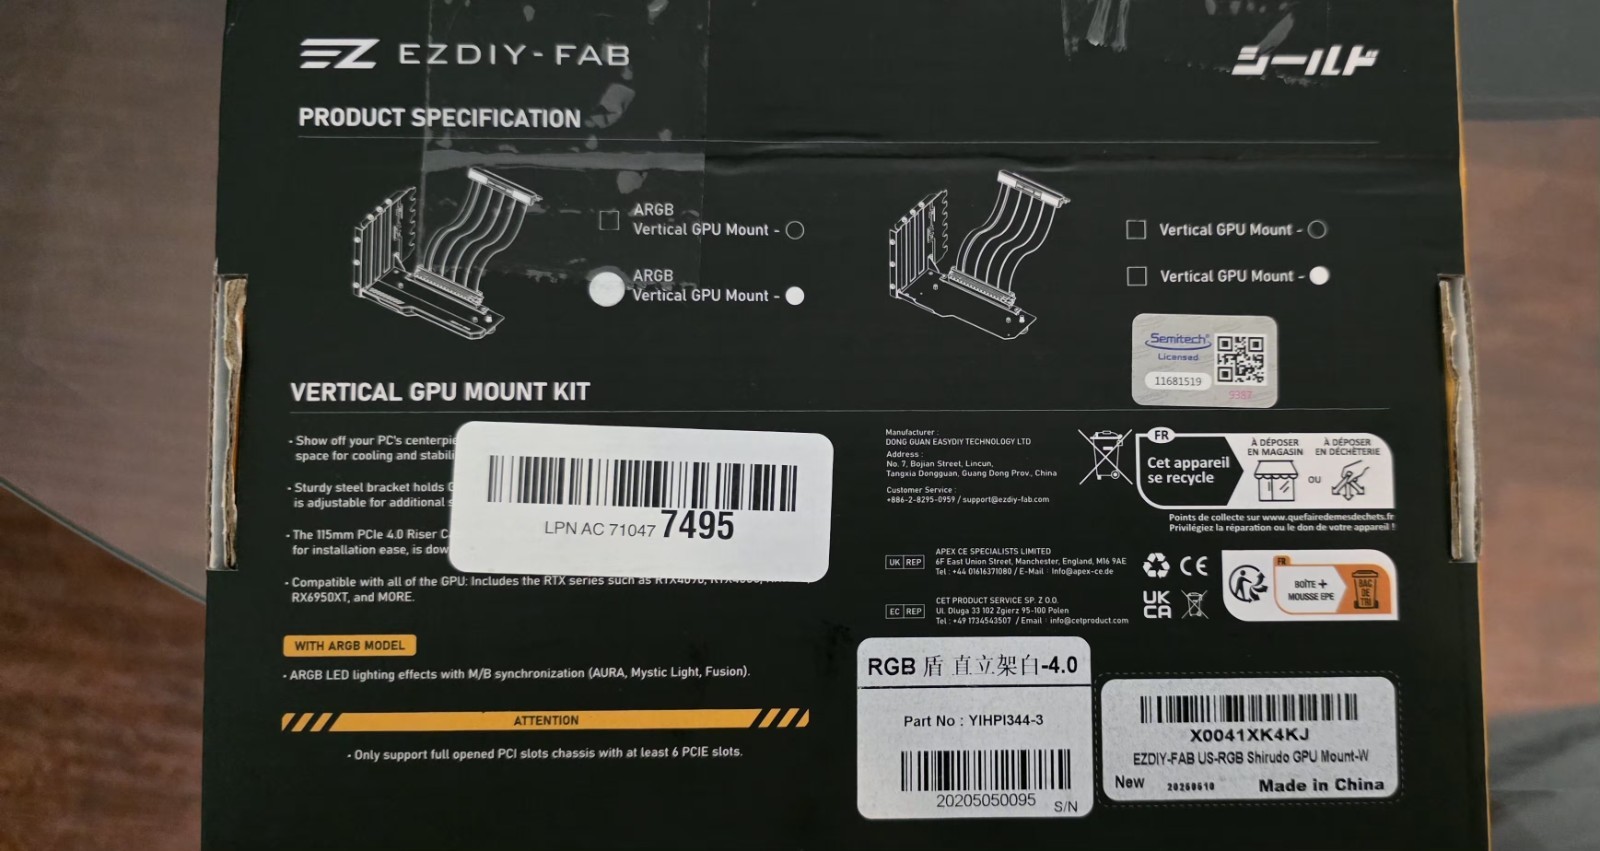 EZDIY-FAB
シールド
PRODUCT SPECIFICATION
ARGB
Vertical GPU Mount -
ARGB
Vertical GPU Mount -
Vertical GPU Mount -
Vertical GPU Mount -
Semitech®
Licensed
11681519
9387
VERTICAL GPU MOUNT KIT
- Show off your PC's
space for cooling and
- Sturdy steel bracket holds
is adjustable for additional
- The 115mm PCIe 4.0 Riser
for installation ease, is
- Compatible with all of the GPU: Includes the RTX series such as
RX6950XT, and MORE.
LPN AC 71047 7495
WITH ARGB MODEL
- ARGB LED lighting effects with M/B synchronization (AURA, Mystic Light, Fusion).
ATTENTION
- Only support full opened PCI slots chassis with at least 6 PCIE slots.
Manufacturer :
DONG GUAN EASYDIY TECHNOLOGY LTD
Address :
No. 7, Bojian Street, Lincun,
Tangxia Dongguan, Guang Dong Prov., China
Customer Service :
+886-2-8295-0959 / support@ezdiy-fab.com
FR
Cet appareil
se recycle
À DÉPOSER
EN MAGASIN
OU
À DÉPOSER
EN DÉCHÈTERIE
Points de collecte sur www.quefairedemesdechets.fr
Privilégiez la réparation ou le don de votre appareil !
UK REP
APEX CE SPECIALISTS LIMITED
6F East Union Street, Manchester, England, M16 9AE
Tel : +44 01616371080 / E-Mail : Info@apex-ce.de
EC REP
CET PRODUCT SERVICE SP. Z O.O.
Ul. Dluga 33 102 Zgierz 95-100 Polen
Tel : +49 1734543507 / Email : info@cetproduct.com
CE
UK
CA
FR
BOÎTE +
MOUSSE EPE
BAC
DE
TRI
RGB 盾 直立架白-4.0
Part No : YIHPI344-3
20205050095
S/N
X0041XK4KJ
EZDIY-FAB US-RGB Shirudo GPU Mount-W
New
Made in China